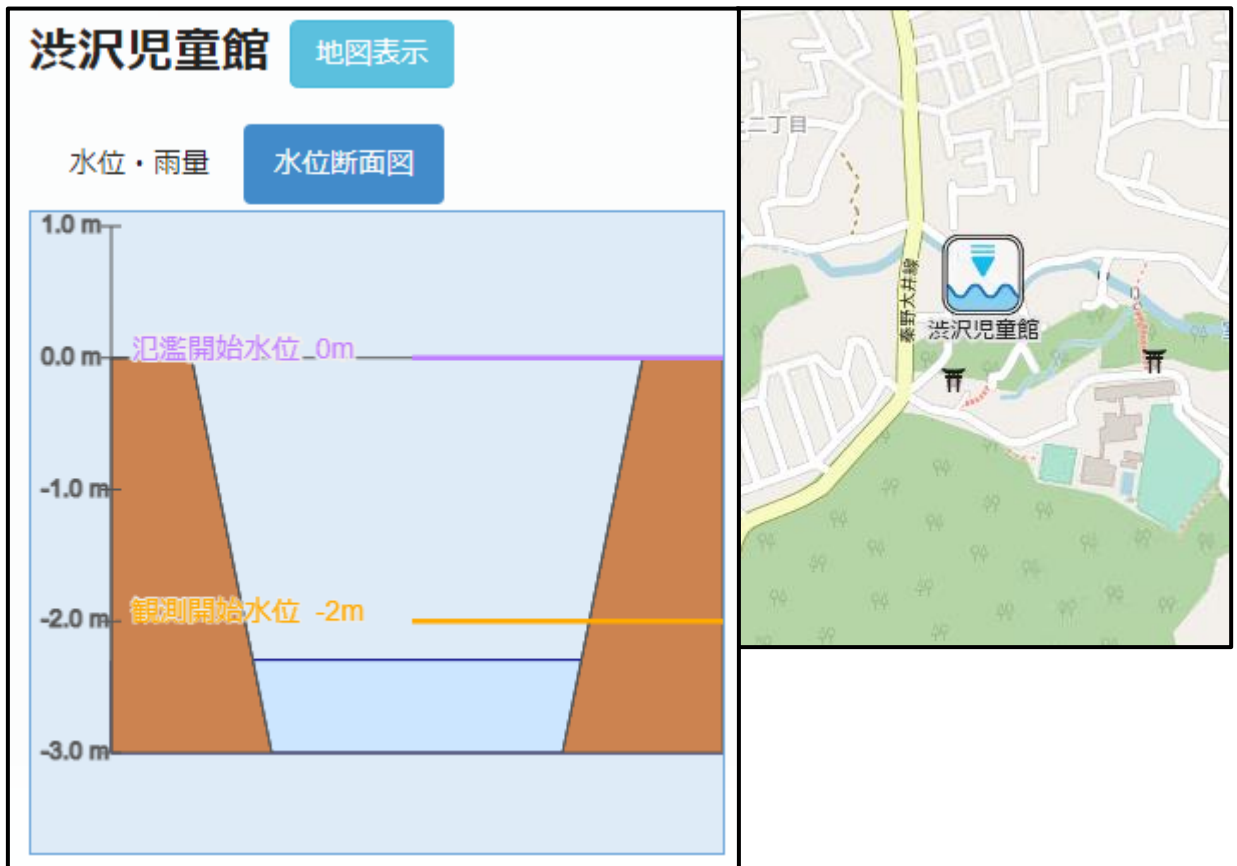 渋沢児童館
地図表示
水位・雨量
水位断面図
1.0 m
氾濫開始水位 0m
0.0 m
-1.0 m
観測開始水位 -2m
-2.0 m
-3.0 m
二丁目
秦野大井線
渋沢児童館